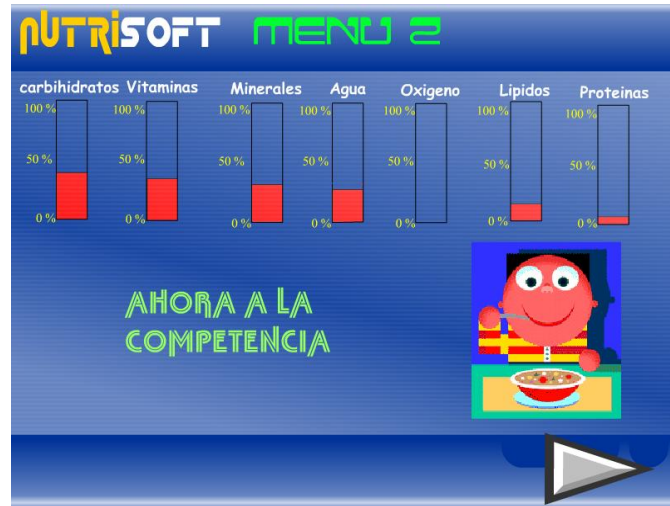 nUTRiSOFT MENU 2
carbihidratos Vitaminas Minerales Agua Oxigeno Lipidos Proteinas
100 % 100 % 100 % 100 % 100 % 100 % 100 %
50 % 50 % 50 % 50 % 50 % 50 % 50 %
0 % 0 % 0 % 0 % 0 % 0 % 0 %
AHORA A LA
COMPETENCIA